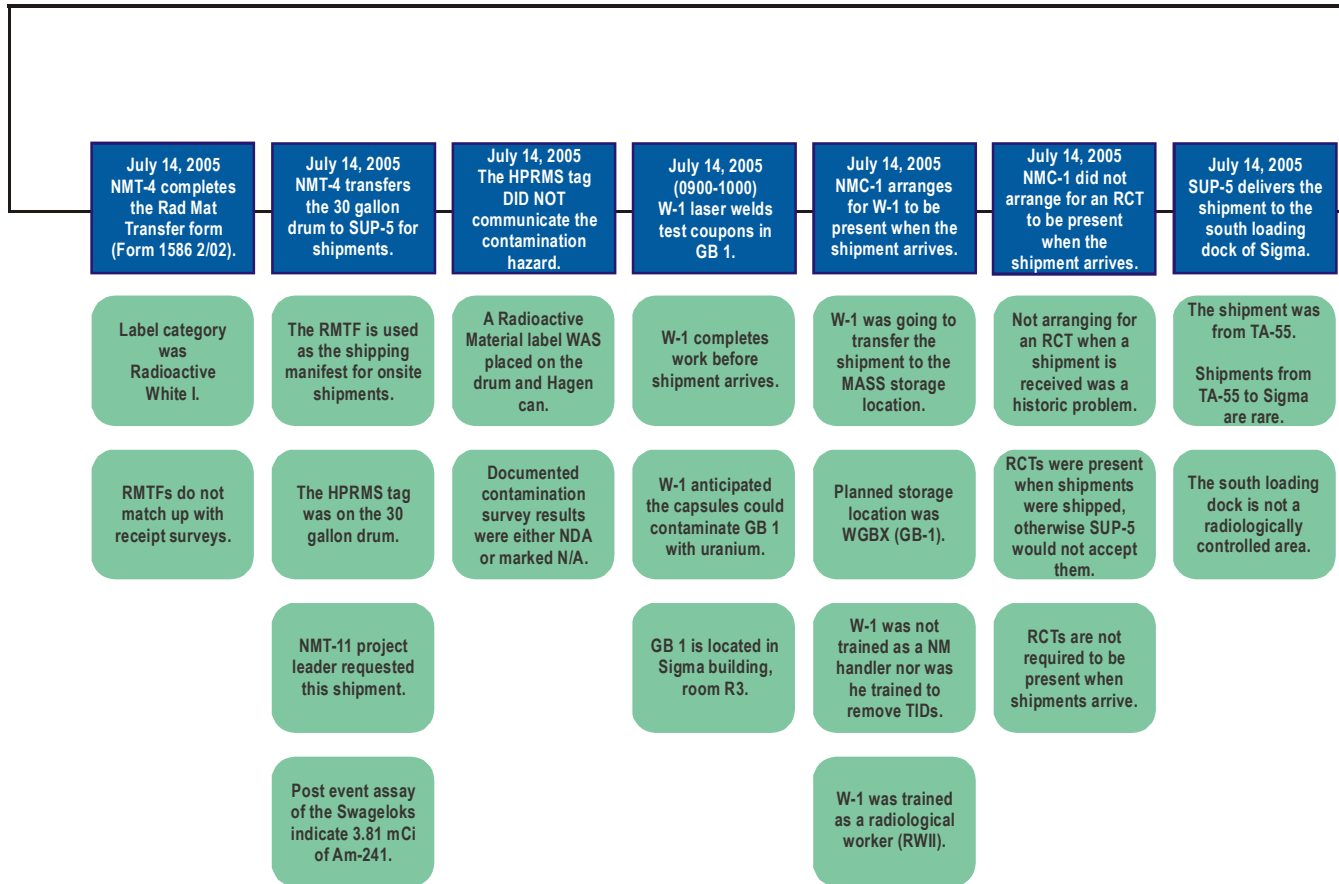 July 14, 2005
NMT-4 completes
the Rad Mat
Transfer form
(Form 1586 2/02).
Label category
was
Radioactive
White I.
RMTFs do not
match up with
receipt surveys.
July 14, 2005
NMT-4 transfers
the 30 gallon
drum to SUP-5 for
shipments.
The RMTF is used
as the shipping
manifest for onsite
shipments.
The HPRMS tag
was on the 30
gallon drum.
NMT-11 project
leader requested
this shipment.
Post event assay
of the Swageloks
indicate 3.81 mCi
of Am-241.
July 14, 2005
The HPRMS tag
DID NOT
communicate the
contamination
hazard.
A Radioactive
Material label WAS
placed on the
drum and Hagen
can.
Documented
contamination
survey results
were either NDA
or marked N/A.
July 14, 2005
(0900-1000)
W-1 laser welds
test coupons in
GB 1.
W-1 completes
work before
shipment arrives.
W-1 anticipated
the capsules could
contaminate GB 1
with uranium.
GB 1 is located in
Sigma building,
room R3.
July 14, 2005
NMC-1 arranges
for W-1 to be
present when the
shipment arrives.
W-1 was going to
transfer the
shipment to the
MASS storage
location.
Planned storage
location was
WGBX (GB-1).
W-1 was not
trained as a NM
handler nor was
he trained to
remove TIDs.
W-1 was trained
as a radiological
worker (RWII).
July 14, 2005
NMC-1 did not
arrange for an RCT
to be present
when the
shipment arrives.
Not arranging for
an RCT when a
shipment is
received was a
historic problem.
RCTs were present
when shipments
were shipped,
otherwise SUP-5
would not accept
them.
RCTs are not
required to be
present when
shipments arrive.
July 14, 2005
SUP-5 delivers the
shipment to the
south loading
dock of Sigma.
The shipment was
from TA-55.
Shipments from
TA-55 to Sigma
are rare.
The south loading
dock is not a
radiologically
controlled area.